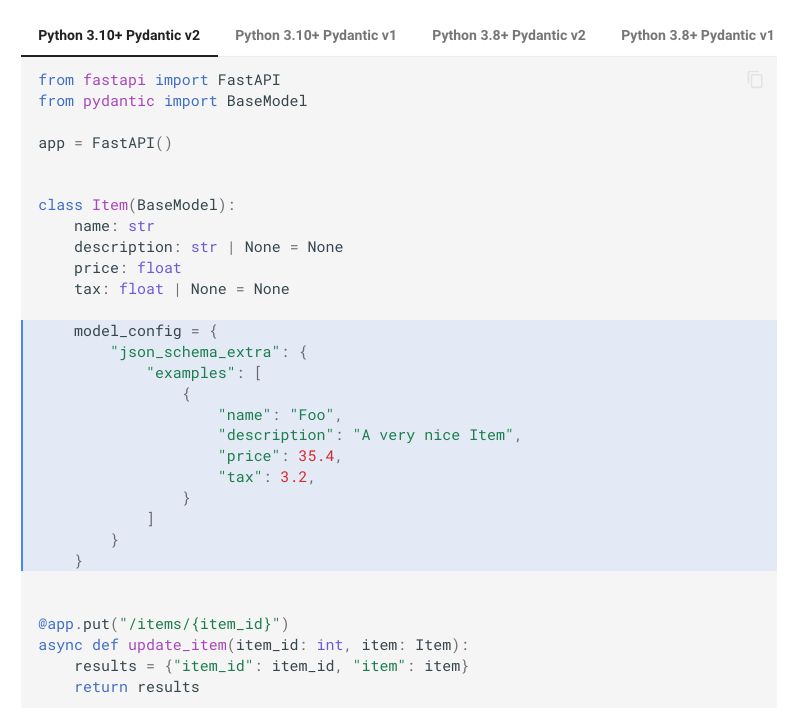 Python 3.10+ Pydantic v2 Python 3.10+ Pydantic v1 Python 3.8+ Pydantic v2 Python 3.8+ Pydantic v1
from fastapi import FastAPI
from pydantic import BaseModel

app = FastAPI()


class Item(BaseModel):
    name: str
    description: str | None = None
    price: float
    tax: float | None = None

    model_config = {
        "json_schema_extra": {
            "examples": [
                {
                    "name": "Foo",
                    "description": "A very nice Item",
                    "price": 35.4,
                    "tax": 3.2,
                }
            ]
        }
    }


@app.put("/items/{item_id}")
async def update_item(item_id: int, item: Item):
    results = {"item_id": item_id, "item": item}
    return results